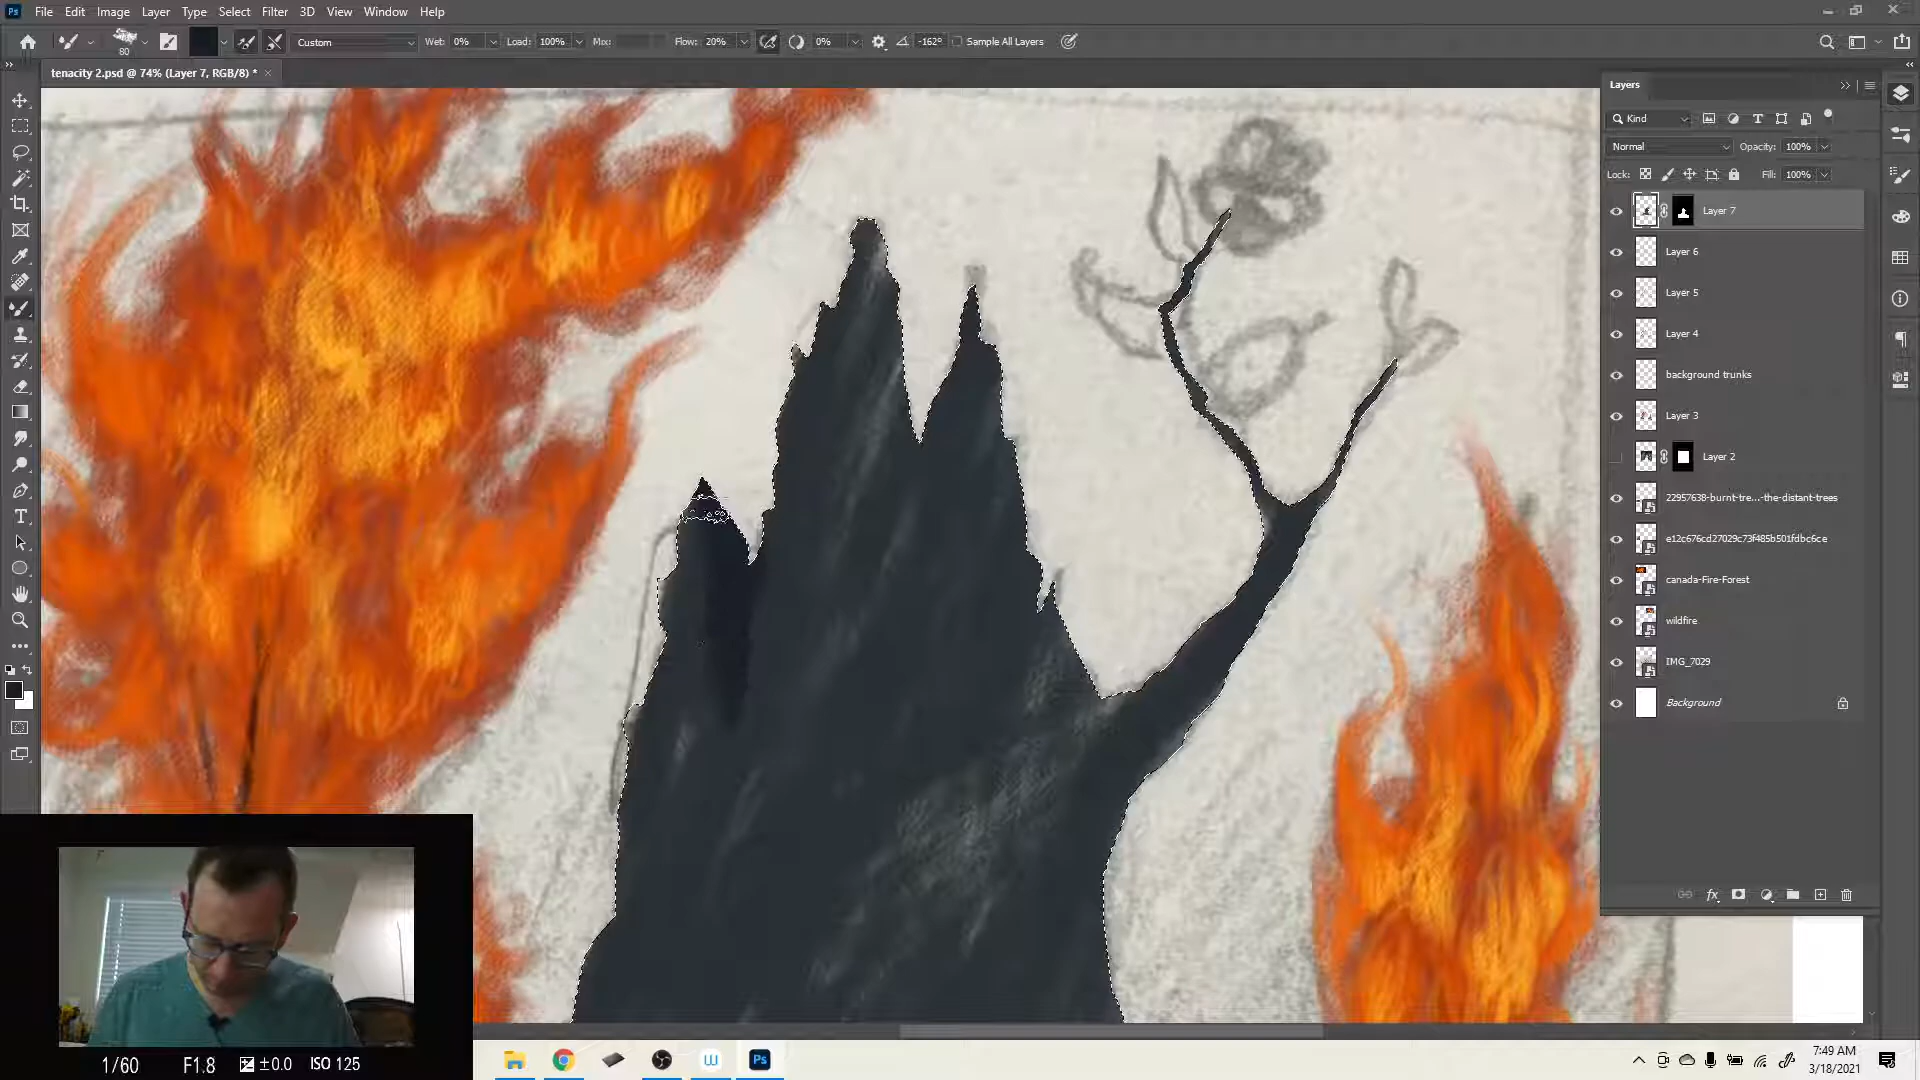 Ps File Edit Image Layer Type Select Filter 3D View Window Help
80 Custom Wet: 0% Load: 100% Mix: Flow: 20% 0% -162° Sample All Layers
tenacity 2.psd @ 74% (Layer 7, RGB/8) *
Layers
Kind
Normal Opacity: 100%
Lock: Fill: 100%
Layer 7
Layer 6
Layer 5
Layer 4
background trunks
Layer 3
Layer 2
22957638-burnt-tre...-the-distant-trees
e12c676cd27029c73f485b501fdbc6ce
canada-Fire-Forest
wildfire
IMG_7029
Background
fx
1/60 F1.8 ±0.0 ISO 125
W Ps
7:49 AM
3/18/2021